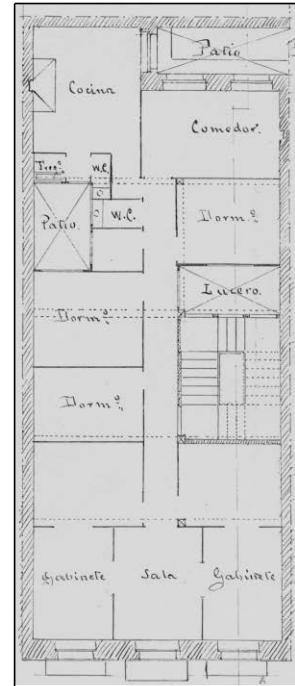 Patio
Cocina
Comedor.
W.C.
W.C.
Dormº
Patio.
Lucero.
Dormº
Dormº
Gabinete
Sala
Gabinete